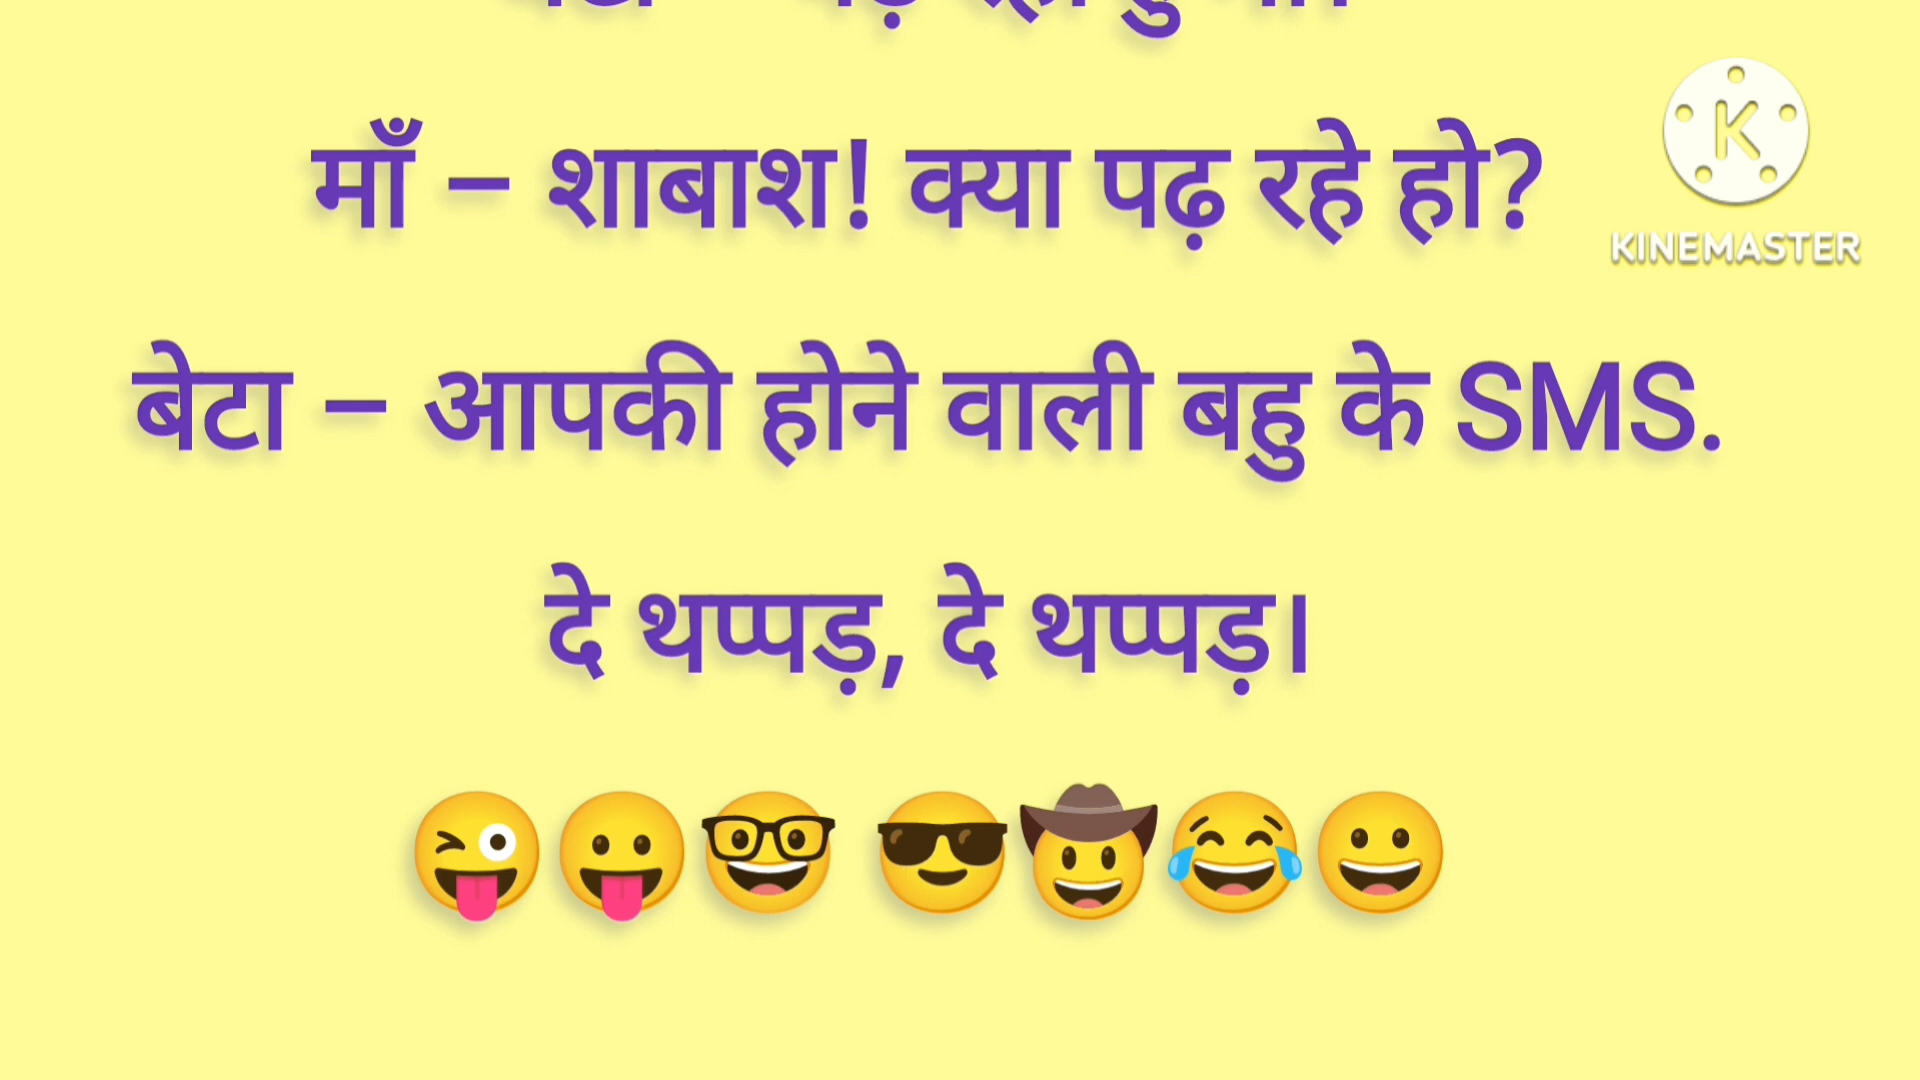 माँ – शाबाश! क्या पढ़ रहे हो?
KINEMASTER
बेटा – आपकी होने वाली बहु के SMS.
दे थप्पड़, दे थप्पड़।